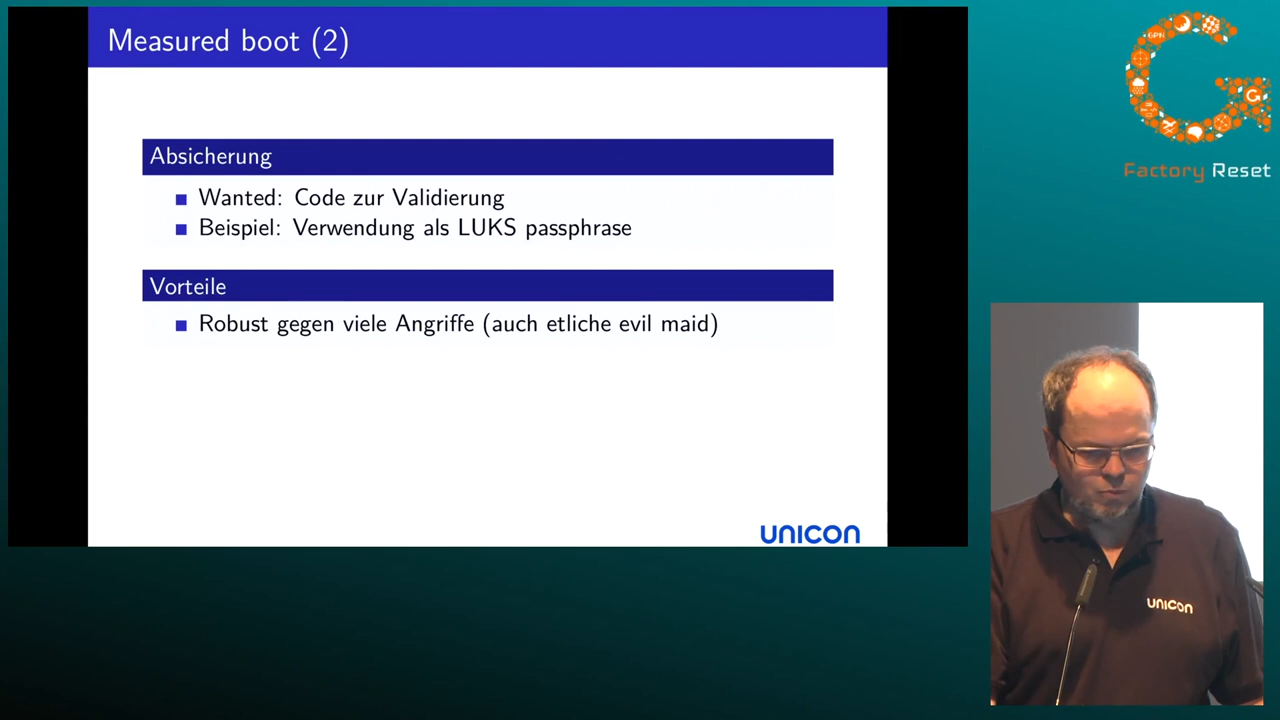 Measured boot (2)
Absicherung
Wanted: Code zur Validierung
Beispiel: Verwendung als LUKS passphrase
Vorteile
Robust gegen viele Angriffe (auch etliche evil maid)
UNICON
GPN
G
Factory Reset
UNICON